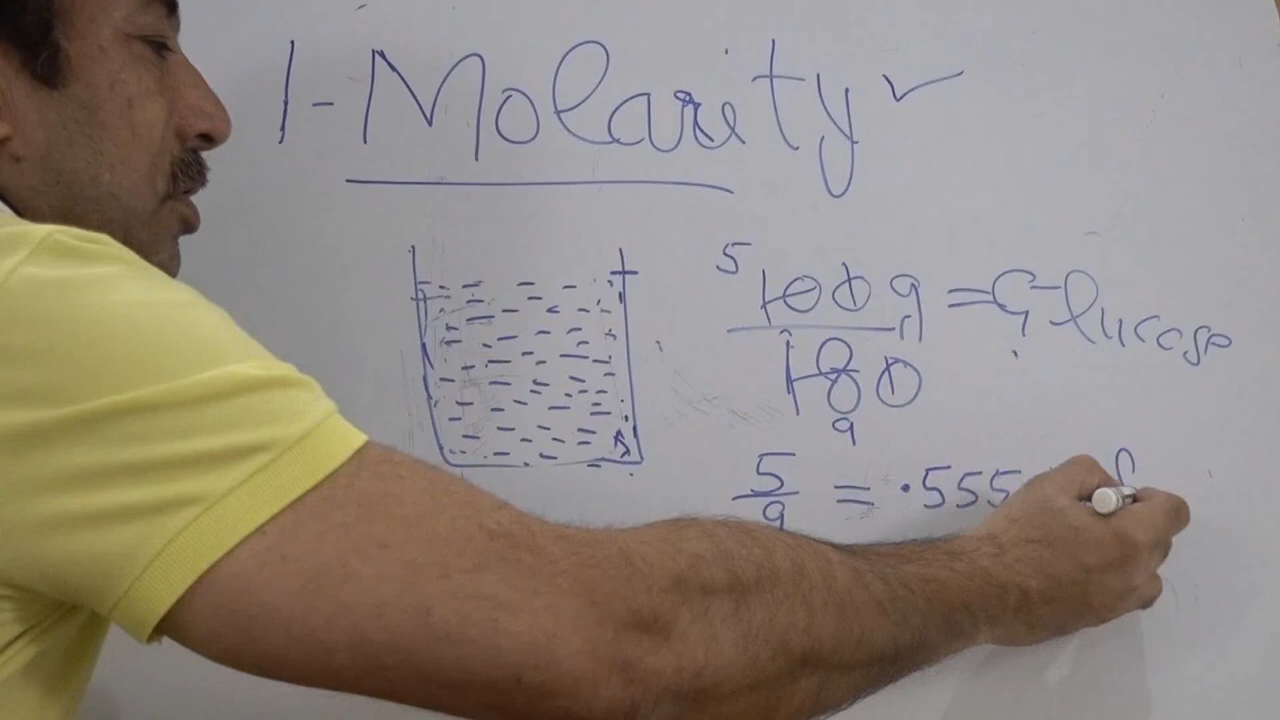 1- Molarity ✓
5
100g = Glucose
180
9
5/9 = .555